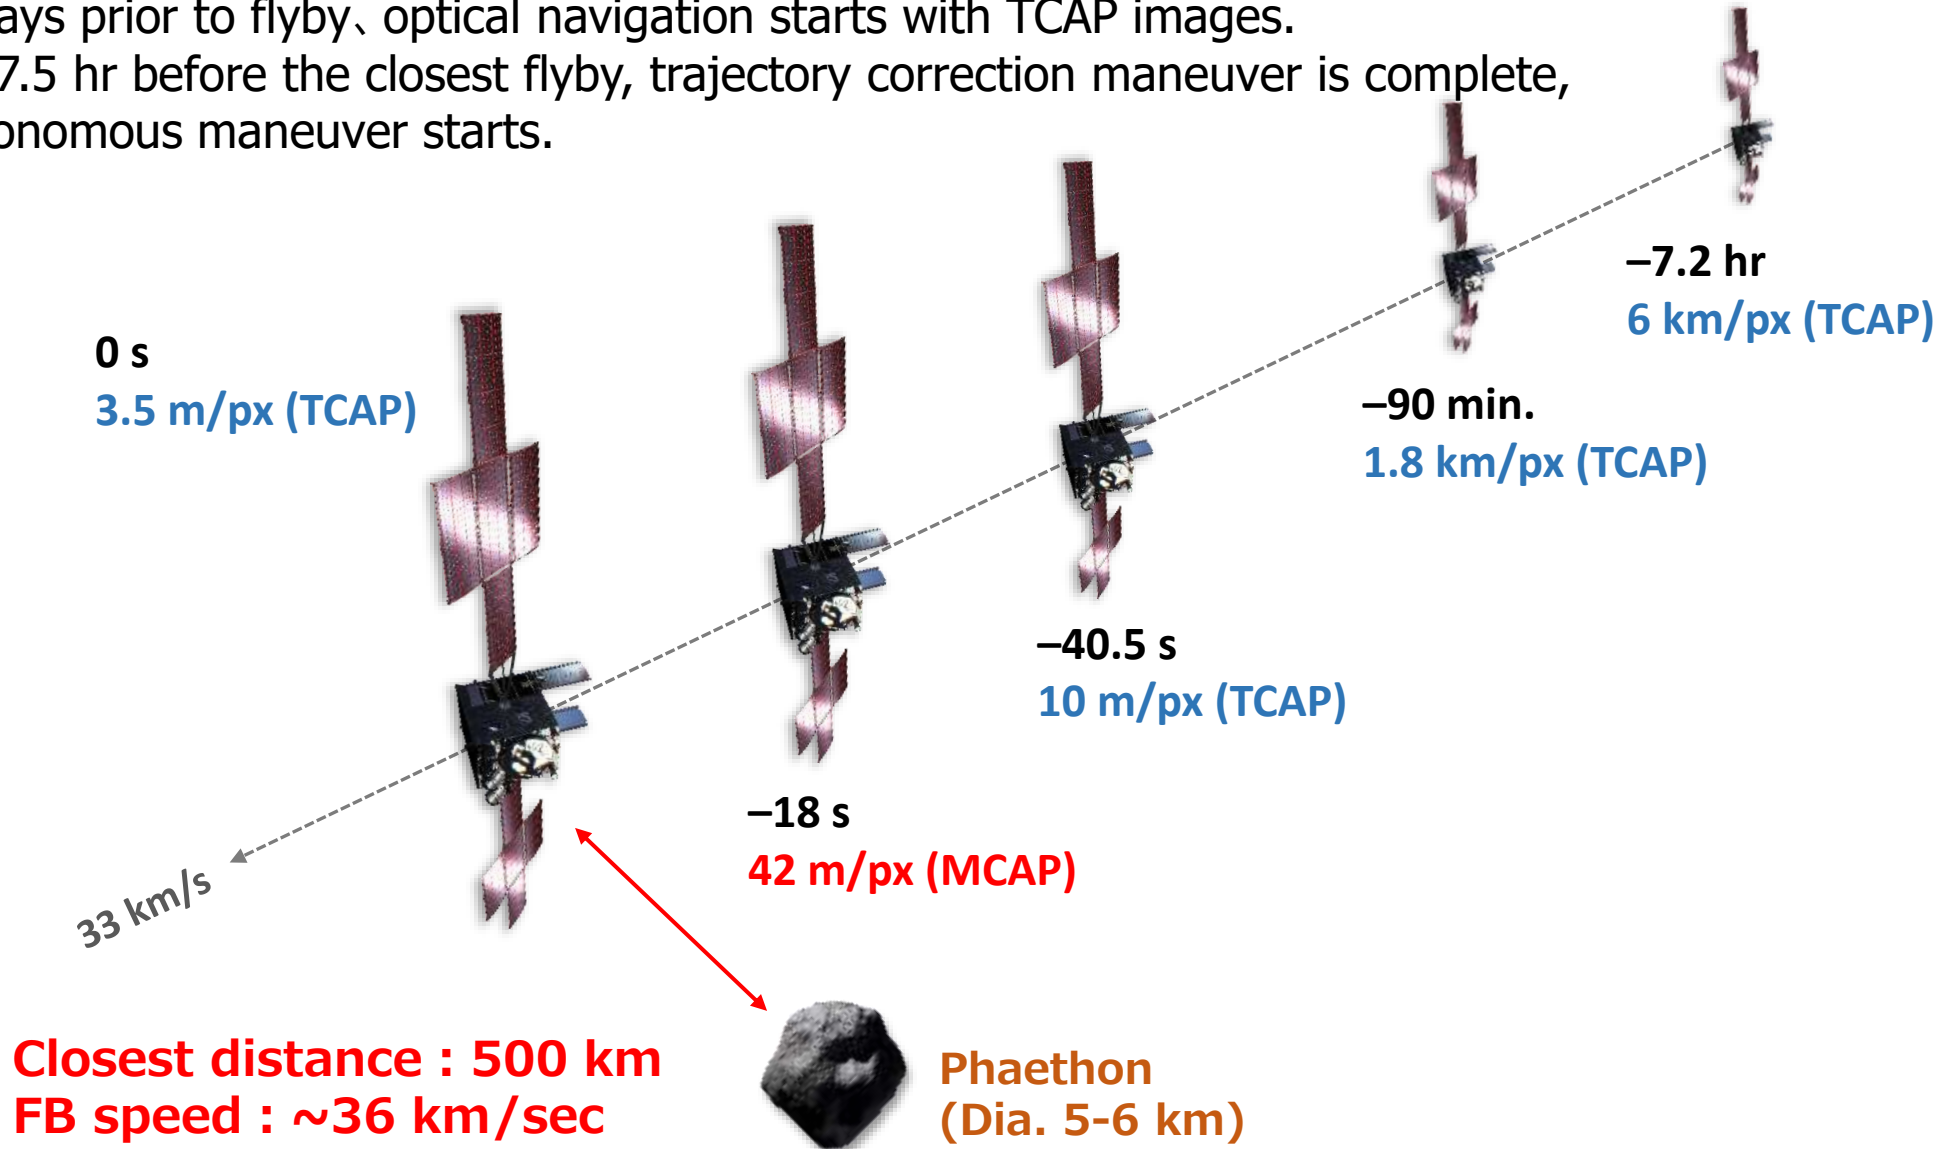 ays prior to flyby、optical navigation starts with TCAP images.
7.5 hr before the closest flyby, trajectory correction maneuver is complete,
onomous maneuver starts.
–7.2 hr
6 km/px (TCAP)
–90 min.
1.8 km/px (TCAP)
0 s
3.5 m/px (TCAP)
–40.5 s
10 m/px (TCAP)
–18 s
42 m/px (MCAP)
33 km/s
Closest distance : 500 km
FB speed : ~36 km/sec
Phaethon
(Dia. 5-6 km)